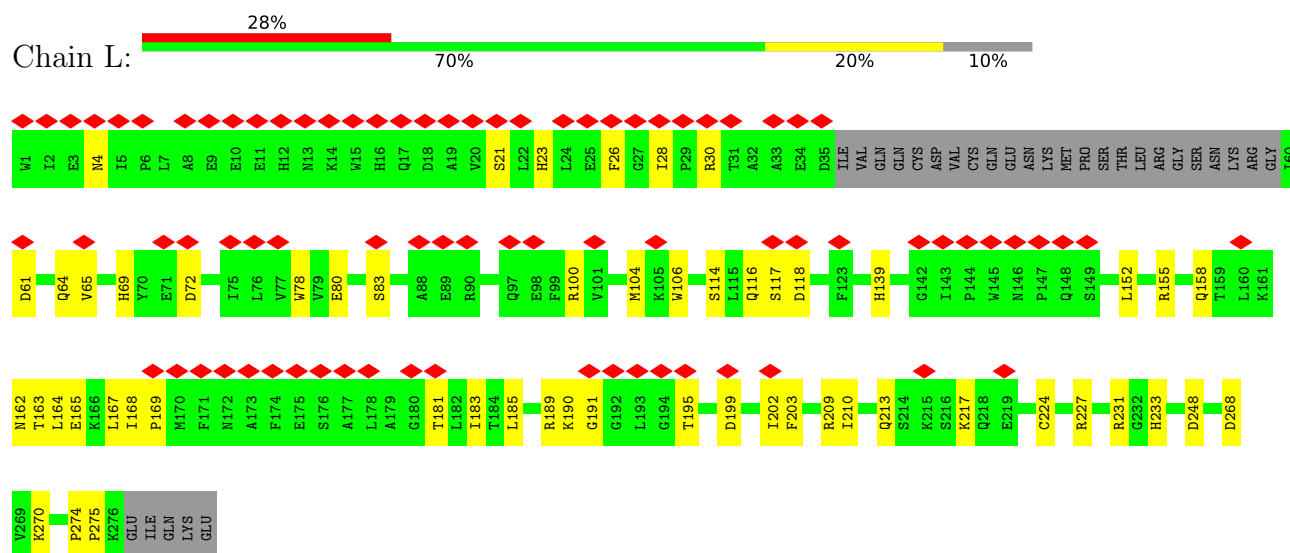 28%
Chain L:
70% 20% 10%
W1 I2 E3 N4 I5 P6 L7 A8 E9 E10 E11 H12 N13 K14 W15 H16 Q17 D18 A19 V20 S21 L22 H23 L24 E25 F26 G27 I28 P29 R30 T31 A32 A33 E34 D35 ILE VAL GLN GLN CYS ASP VAL CYS GLN GLU ASN LYS MET PRO SER THR LEU ARG GLY SER ASN LYS ARG GLY I60
D61 Q64 V65 H69 Y70 E71 D72 I75 L76 V77 W78 V79 E80 S83 A88 E89 R90 Q97 E98 F99 R100 V101 M104 K105 W106 S114 L115 Q116 S117 D118 F123 H139 G142 I143 P144 W145 N146 P147 Q148 S149 L152 R155 Q158 T159 L160 K161
N162 T163 L164 E165 K166 L167 I168 P169 M170 F171 N172 A173 F174 E175 S176 A177 L178 A179 G180 T181 L182 I183 T184 L185 R189 K190 G191 G192 L193 G194 T195 D199 I202 F203 R209 I210 Q213 S214 K215 S216 K217 Q218 E219 C224 R227 R231 G232 H233 D248 D268
V269 K270 P274 P275 K276 GLU ILE GLN LYS GLU